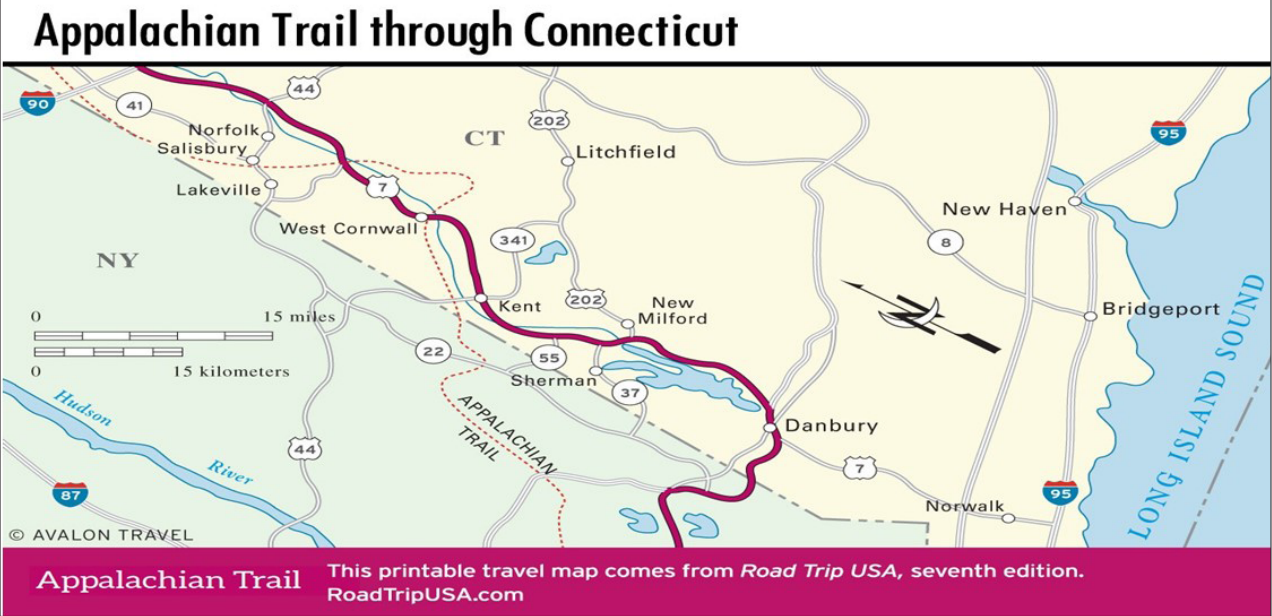 Appalachian Trail through Connecticut
90
41
44
Norfolk
Salisbury
Lakeville
CT
202
Litchfield
95
7
West Cornwall
341
New Haven
8
NY
Kent
202
New
Milford
Bridgeport
0
15 miles
0
15 kilometers
22
55
Sherman
37
N
LONG ISLAND SOUND
Hudson
River
APPALACHIAN
TRAIL
Danbury
44
7
87
Norwalk
95
© AVALON TRAVEL
Appalachian Trail
This printable travel map comes from Road Trip USA, seventh edition.
RoadTripUSA.com